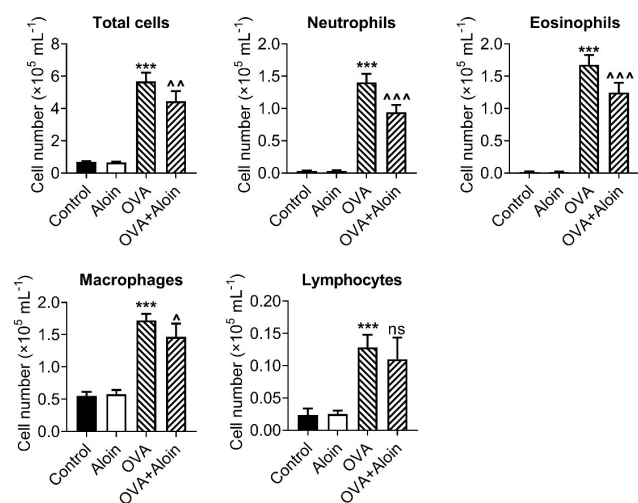 Total cells
Cell number (×10⁵ mL⁻¹)
8
6
4
2
0
***
^^
Control
Aloin
OVA
OVA+Aloin
Neutrophils
Cell number (×10⁵ mL⁻¹)
2.0
1.5
1.0
0.5
0.0
***
^^^
Control
Aloin
OVA
OVA+Aloin
Eosinophils
Cell number (×10⁵ mL⁻¹)
2.0
1.5
1.0
0.5
0.0
***
^^^
Control
Aloin
OVA
OVA+Aloin
Macrophages
Cell number (×10⁵ mL⁻¹)
2.0
1.5
1.0
0.5
0.0
***
^
Control
Aloin
OVA
OVA+Aloin
Lymphocytes
Cell number (×10⁵ mL⁻¹)
0.20
0.15
0.10
0.05
0.00
***
ns
Control
Aloin
OVA
OVA+Aloin